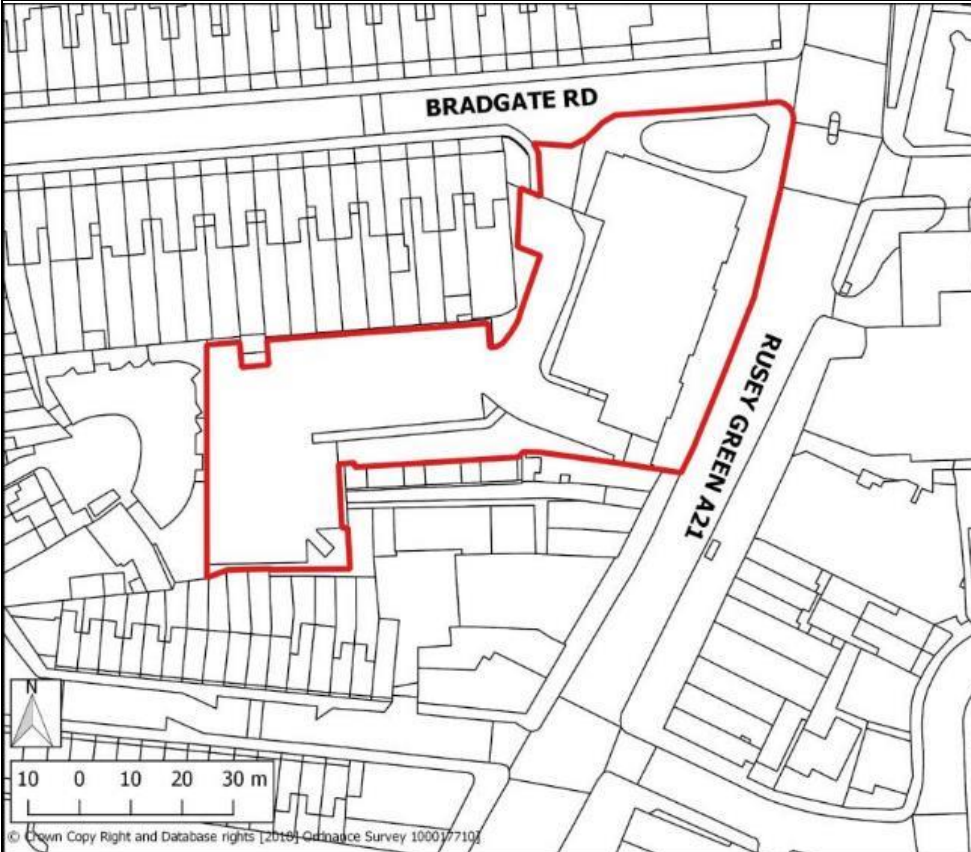 BRADGATE RD
RUSEY GREEN A21
N
10 0 10 20 30 m
© Crown Copy Right and Database rights [2018] Ordnance Survey 100017710]